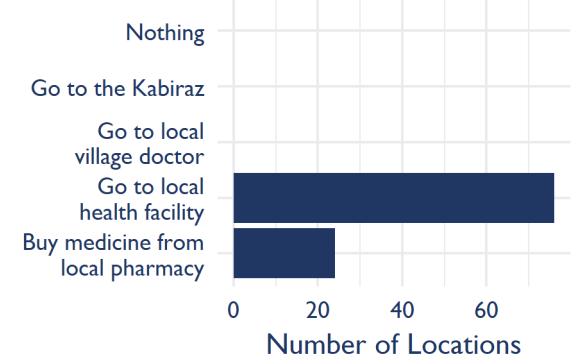 Nothing
Go to the Kabiraz
Go to local
village doctor
Go to local
health facility
Buy medicine from
local pharmacy
0 20 40 60
Number of Locations